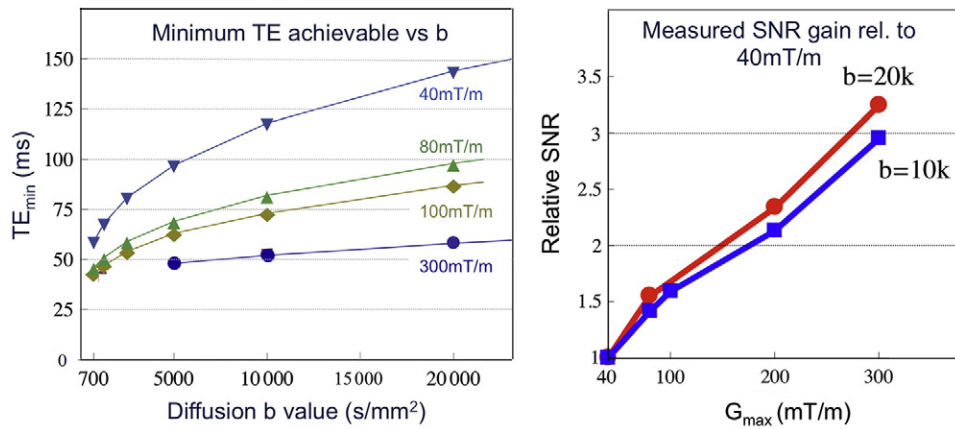 Minimum TE achievable vs b
150
125
100
75
50
25
0
TEmin (ms)
40mT/m
80mT/m
100mT/m
300mT/m
700
5000
10 000
15 000
20 000
Diffusion b value (s/mm²)
Measured SNR gain rel. to
40mT/m
b=20k
b=10k
3.5
3
2.5
2
1.5
1
Relative SNR
40
100
200
300
Gmax (mT/m)